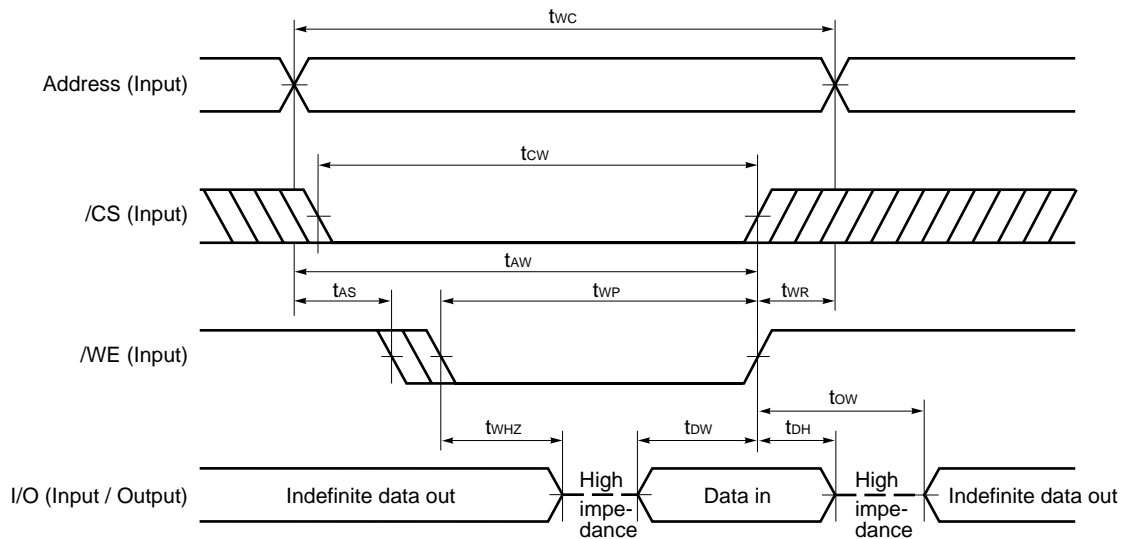 tWC
Address (Input)
tCW
/CS (Input)
tAW
tAS
tWP
tWR
/WE (Input)
tOW
tWHZ
tDW
tDH
I/O (Input / Output)
Indefinite data out
High
impe-
dance
Data in
High
impe-
dance
Indefinite data out